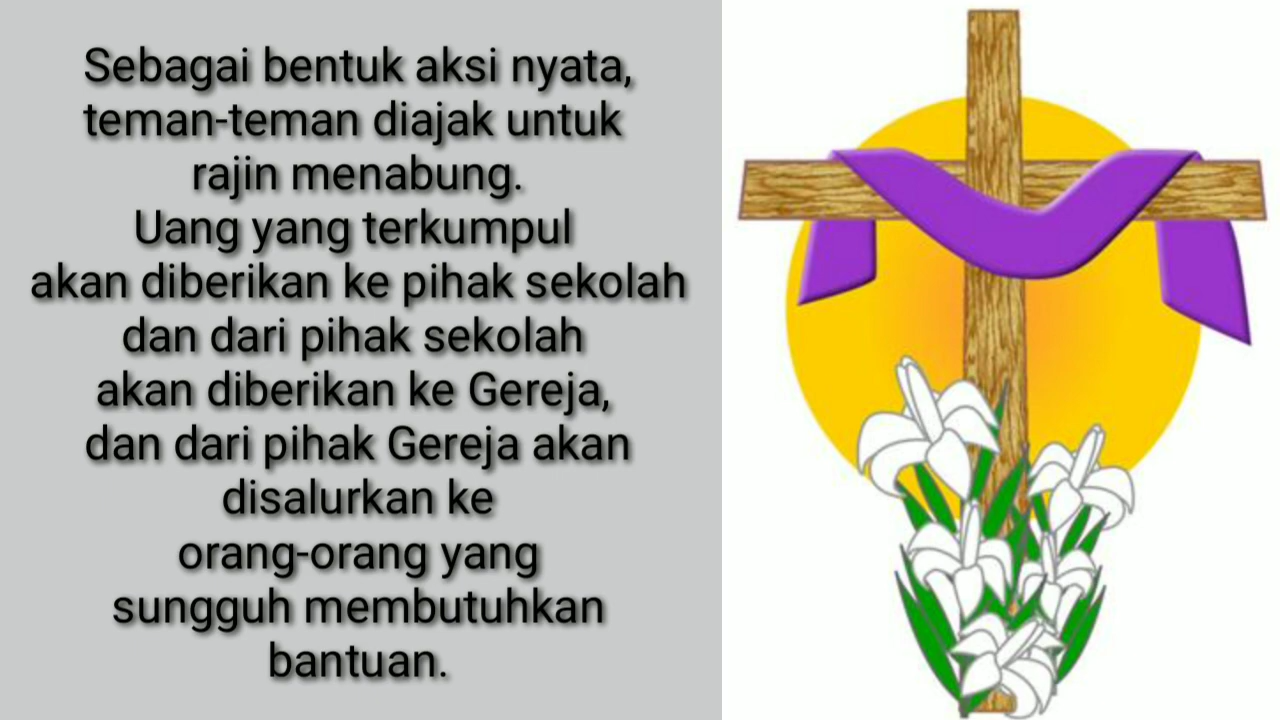 Sebagai bentuk aksi nyata,
teman-teman diajak untuk
rajin menabung.
Uang yang terkumpul
akan diberikan ke pihak sekolah
dan dari pihak sekolah
akan diberikan ke Gereja,
dan dari pihak Gereja akan
disalurkan ke
orang-orang yang
sungguh membutuhkan
bantuan.